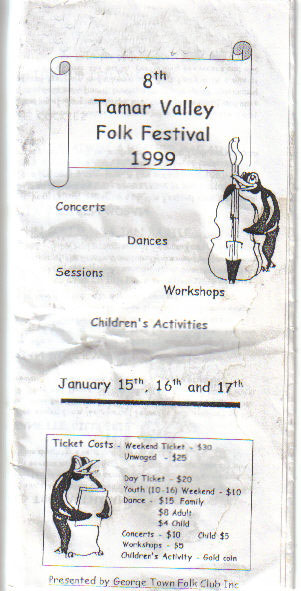 8th
Tamar Valley
Folk Festival
1999
Concerts
Dances
Sessions
Workshops
Children's Activities
January 15th, 16th and 17th
Ticket Costs - Weekend Ticket - $30
Unwaged - $25
Day Ticket - $20
Youth (10-16) Weekend - $10
Dance - $15 Family
$8 Adult
$4 Child
Concerts - $10 Child $5
Workshops - $5
Children's Activity - Gold coin
Presented by George Town Folk Club Inc